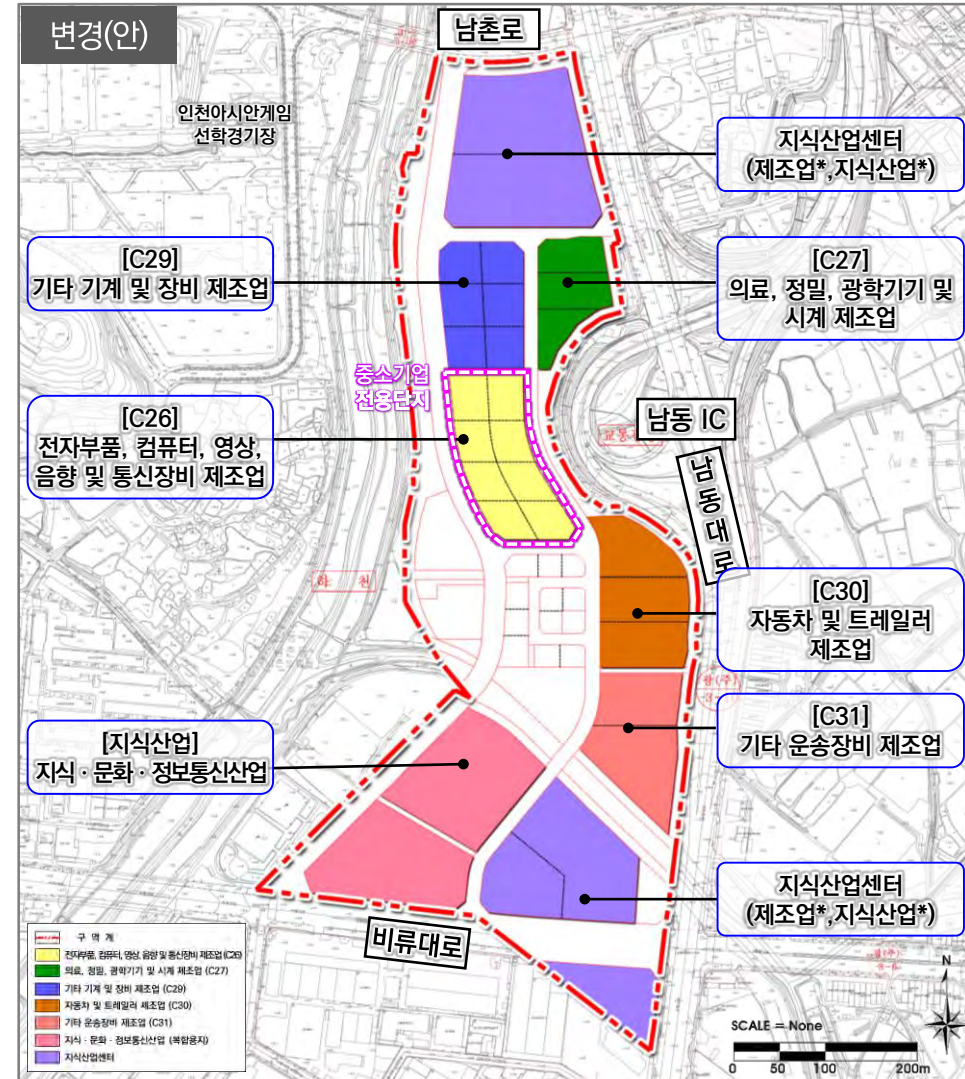 변경(안)
남촌로
인천아시안게임
선학경기장
지식산업센터
(제조업*,지식산업*)
[C29]
기타 기계 및 장비 제조업
[C27]
의료, 정밀, 광학기기 및
시계 제조업
중소기업
전용단지
[C26]
전자부품, 컴퓨터, 영상,
음향 및 통신장비 제조업
남동 IC
남동대로
하 천
[C30]
자동차 및 트레일러
제조업
[C31]
기타 운송장비 제조업
[지식산업]
지식 · 문화 · 정보통신산업
지식산업센터
(제조업*,지식산업*)
비류대로
구 역 계
전자부품, 컴퓨터, 영상, 음향 및 통신장비 제조업 (C26)
의료, 정밀, 광학기기 및 시계 제조업 (C27)
기타 기계 및 장비 제조업 (C29)
자동차 및 트레일러 제조업 (C30)
기타 운송장비 제조업 (C31)
지식 · 문화 · 정보통신산업 (복합용지)
지식산업센터
N
SCALE = None
0 50 100 200m